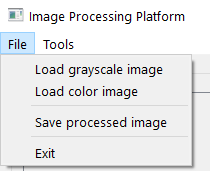 Image Processing Platform
File Tools
Load grayscale image
Load color image
Save processed image
Exit